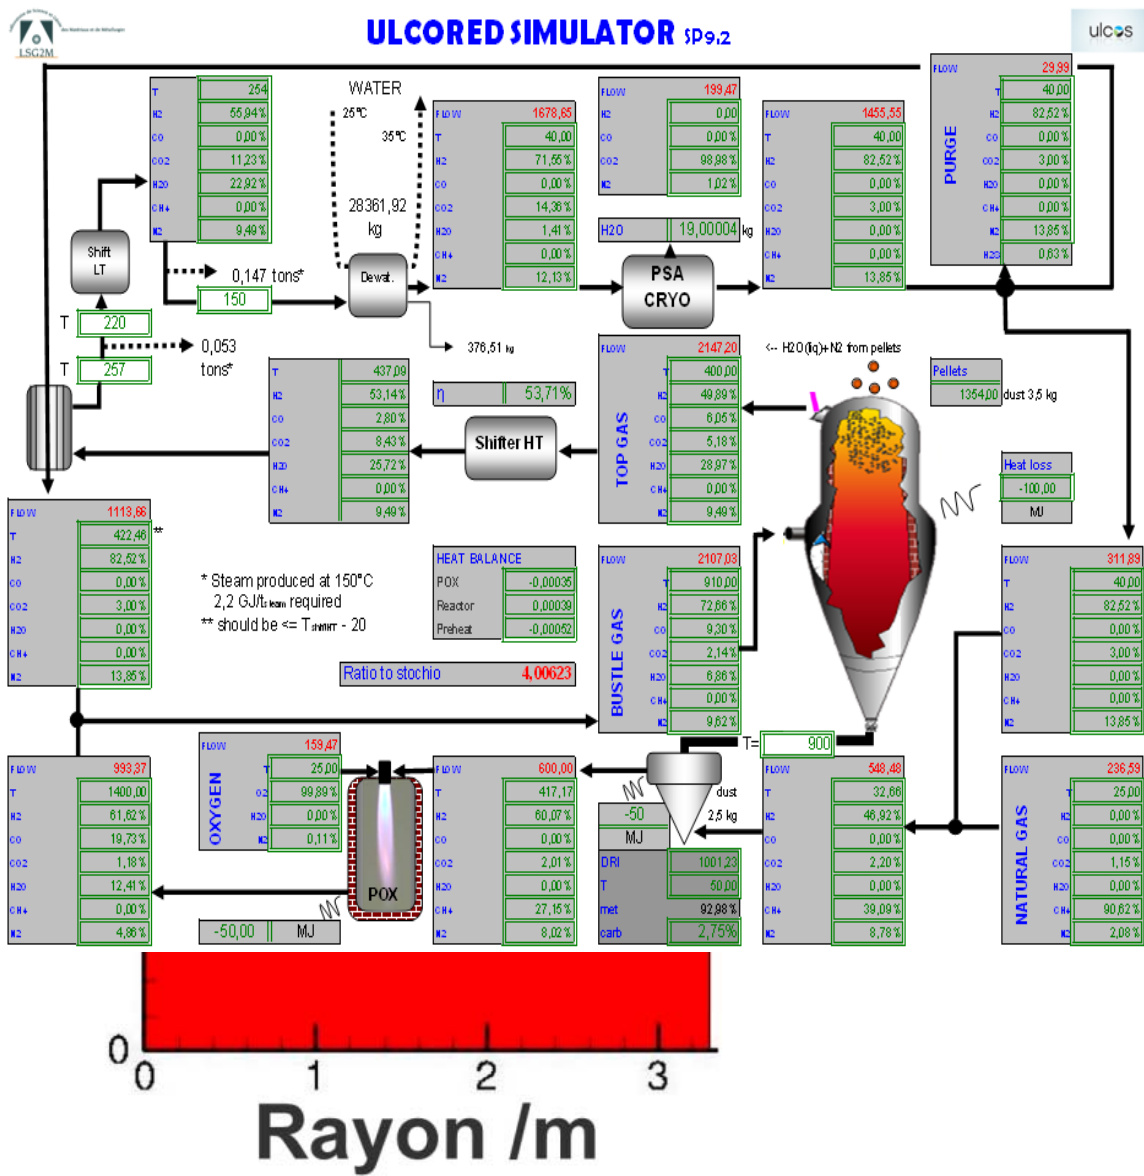 LSG2M
ULCORED SIMULATOR SP9.2
ulcos
T 254
H2 55,94%
CO 0,00%
CO2 11,23%
H2O 22,92%
CH4 0,00%
N2 9,49%
WATER
25°C
35°C
28361,92
kg
FLOW 1678,65
T 40,00
H2 71,55%
CO 0,00%
CO2 14,36%
H2O 1,41%
CH4 0,00%
N2 12,13%
FLOW 199,47
H2 0,00
CO 0,00%
CO2 98,98%
N2 1,02%
H2O 19,00004 kg
FLOW 1455,55
T 40,00
H2 82,52%
CO 0,00%
CO2 3,00%
H2O 0,00%
CH4 0,00%
N2 13,85%
PURGE
FLOW 29,99
T 40,00
H2 82,52%
CO 0,00%
CO2 3,00%
H2O 0,00%
CH4 0,00%
N2 13,85%
H2S 0,63%
Shift
LT
0,147 tons*
150
Dewat.
PSA
CRYO
T 220
T 257
0,053
tons*
376,51 kg
T 437,09
H2 53,14%
CO 2,80%
CO2 8,43%
H2O 25,72%
CH4 0,00%
N2 9,49%
η 53,71%
Shifter HT
TOP GAS
FLOW 2147,20
T 400,00
H2 49,89%
CO 6,05%
CO2 5,18%
H2O 28,97%
CH4 0,00%
N2 9,49%
<-- H2O(liq)+N2 from pellets
Pellets
1354,00 dust 3,5 kg
Heat loss
-100,00
MJ
FLOW 1113,66
T 422,46 **
H2 82,52%
CO 0,00%
CO2 3,00%
H2O 0,00%
CH4 0,00%
N2 13,85%
* Steam produced at 150°C
2,2 GJ/tsteam required
** should be <= TshiftHT - 20
HEAT BALANCE
POX -0,00035
Reactor 0,00039
Preheat -0,00052
Ratio to stochio 4,00623
BUSTLE GAS
FLOW 2107,03
T 910,00
H2 72,66%
CO 9,30%
CO2 2,14%
H2O 6,86%
CH4 0,00%
N2 9,62%
FLOW 311,89
T 40,00
H2 82,52%
CO 0,00%
CO2 3,00%
H2O 0,00%
CH4 0,00%
N2 13,85%
T= 900
FLOW 993,37
T 1400,00
H2 61,62%
CO 19,73%
CO2 1,18%
H2O 12,41%
CH4 0,00%
N2 4,86%
OXYGEN
FLOW 159,47
T 25,00
O2 99,89%
H2O 0,00%
N2 0,11%
-50,00 MJ
POX
FLOW 600,00
T 417,17
H2 60,07%
CO 0,00%
CO2 2,01%
H2O 0,00%
CH4 27,15%
N2 8,02%
dust
2,5 kg
-50
MJ
DRI 1001,23
T 50,00
met 92,98%
carb 2,75%
FLOW 548,48
T 32,66
H2 46,92%
CO 0,00%
CO2 2,20%
H2O 0,00%
CH4 39,09%
N2 8,78%
NATURAL GAS
FLOW 236,59
T 25,00
H2 0,00%
CO 0,00%
CO2 1,15%
H2O 0,00%
CH4 90,62%
N2 2,08%
0
0 1 2 3
Rayon /m